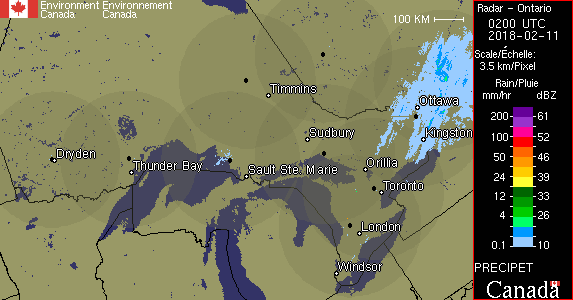 Environment Environnement
Canada Canada
100 KM
Timmins
Ottawa
Sudbury
Kingston
Dryden
Thunder Bay
Sault Ste. Marie
Orillia
Toronto
London
Windsor
Radar - Ontario
0200 UTC
2018-02-11
Scale/Échelle:
3.5 km/Pixel
Rain/Pluie
mm/hr dBZ
200 61
100 52
50 46
24 39
12 33
4 26
0.1 10
PRECIPET
Canada